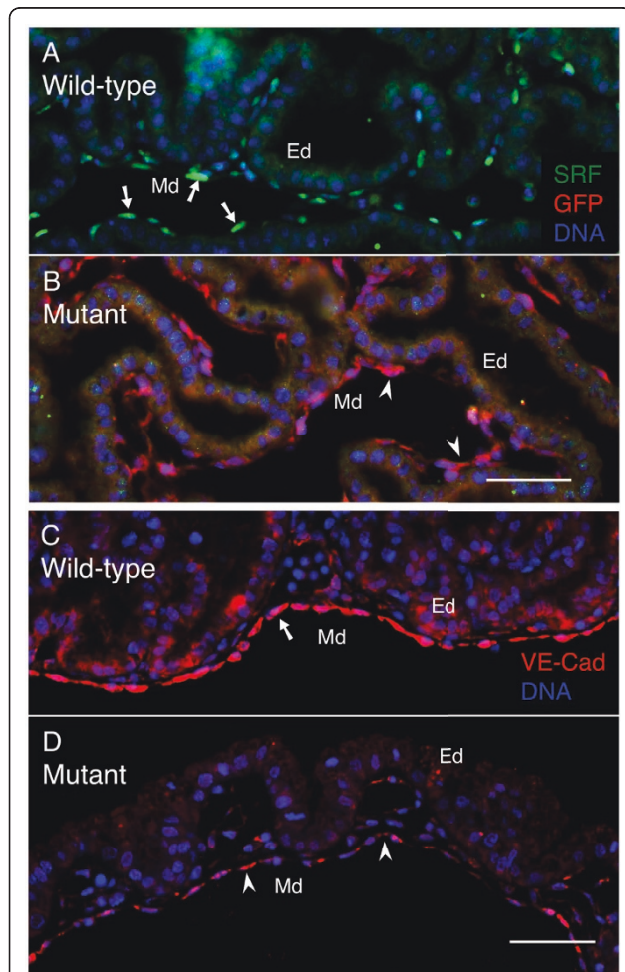 A
Wild-type
Ed
Md
SRF
GFP
DNA
B
Mutant
Ed
Md
C
Wild-type
Ed
Md
VE-Cad
DNA
D
Mutant
Ed
Md